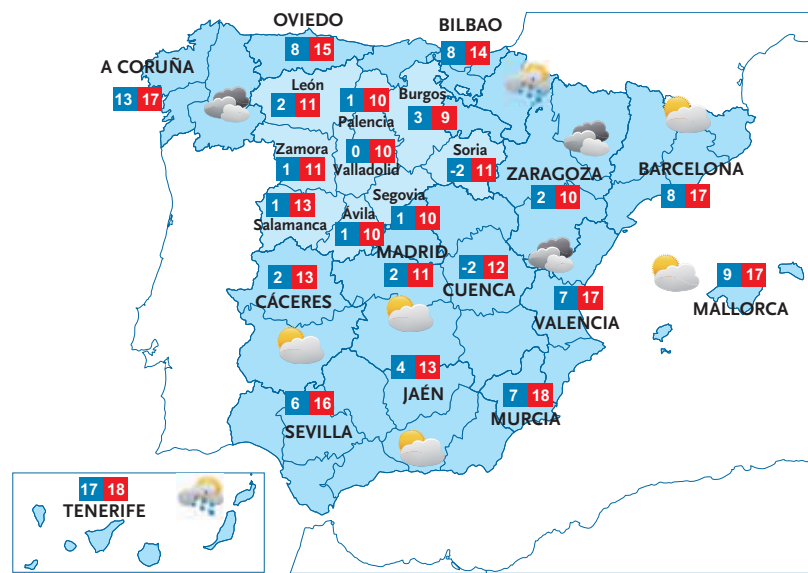 OVIEDO
8 15
BILBAO
8 14
A CORUÑA
13 17
León
2 11
1 10
Palencia
Burgos
3 9
Zamora
1 11
0 10
Valladolid
Soria
-2 11
ZARAGOZA
2 10
BARCELONA
8 17
1 13
Salamanca
Ávila
1 10
Segovia
1 10
MADRID
2 11
-2 12
CUENCA
2 13
CÁCERES
7 17
VALENCIA
9 17
MALLORCA
4 13
JAÉN
6 16
SEVILLA
7 18
MURCIA
17 18
TENERIFE